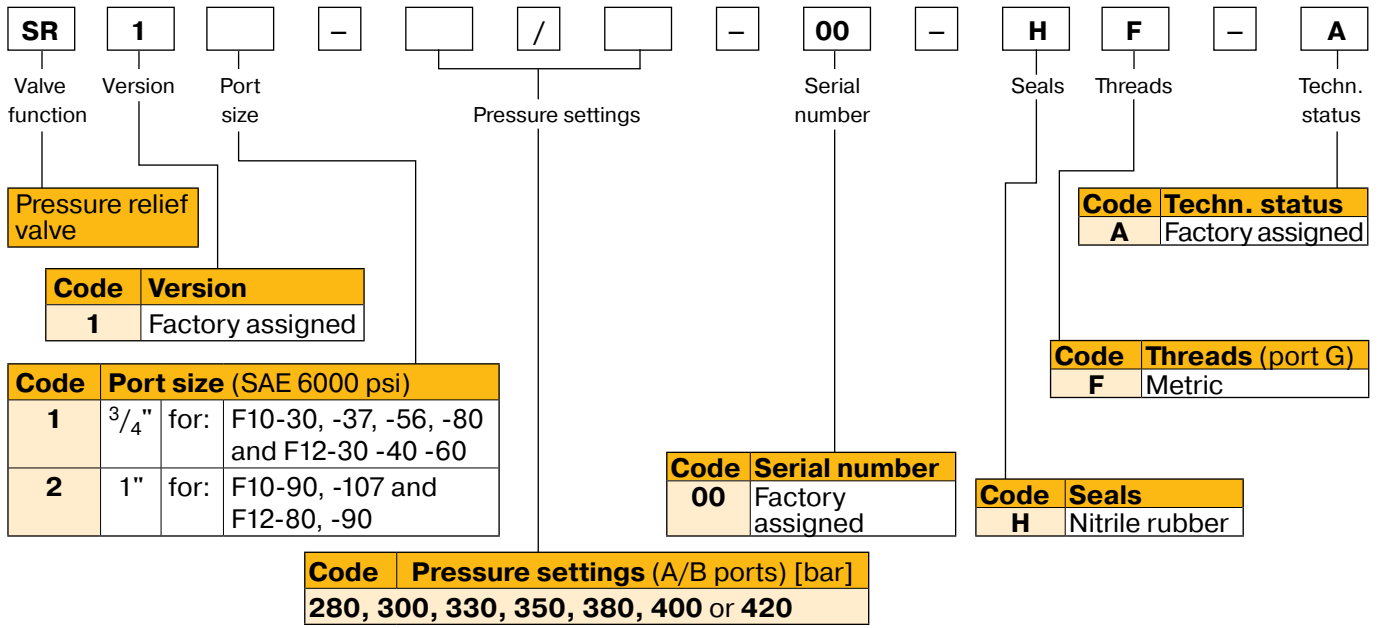 SR 1 – / – 00 – H F – A
Valve function
Version
Port size
Pressure settings
Serial number
Seals
Threads
Techn. status
Pressure relief
valve
Code Techn. status
A Factory assigned
Code Version
1 Factory assigned
Code Threads (port G)
F Metric
Code Port size (SAE 6000 psi)
1 3/4" for: F10-30, -37, -56, -80
and F12-30 -40 -60
2 1" for: F10-90, -107 and
F12-80, -90
Code Serial number
00 Factory
assigned
Code Seals
H Nitrile rubber
Code Pressure settings (A/B ports) [bar]
280, 300, 330, 350, 380, 400 or 420